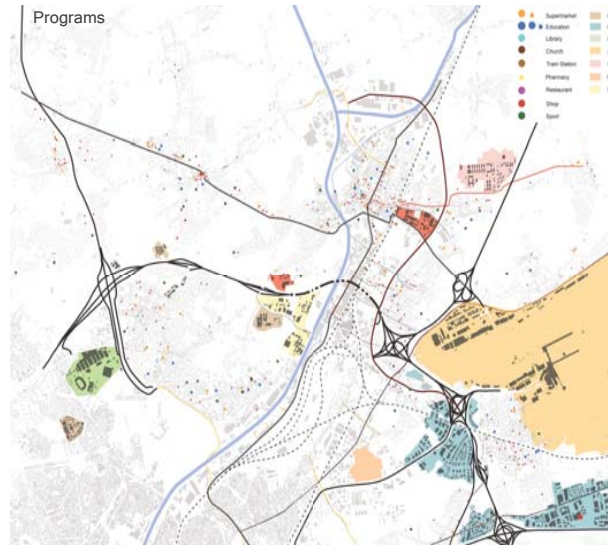 Programs
Supermarket
Education
Library
Church
Train Station
Pharmacy
Restaurant
Shop
Sport